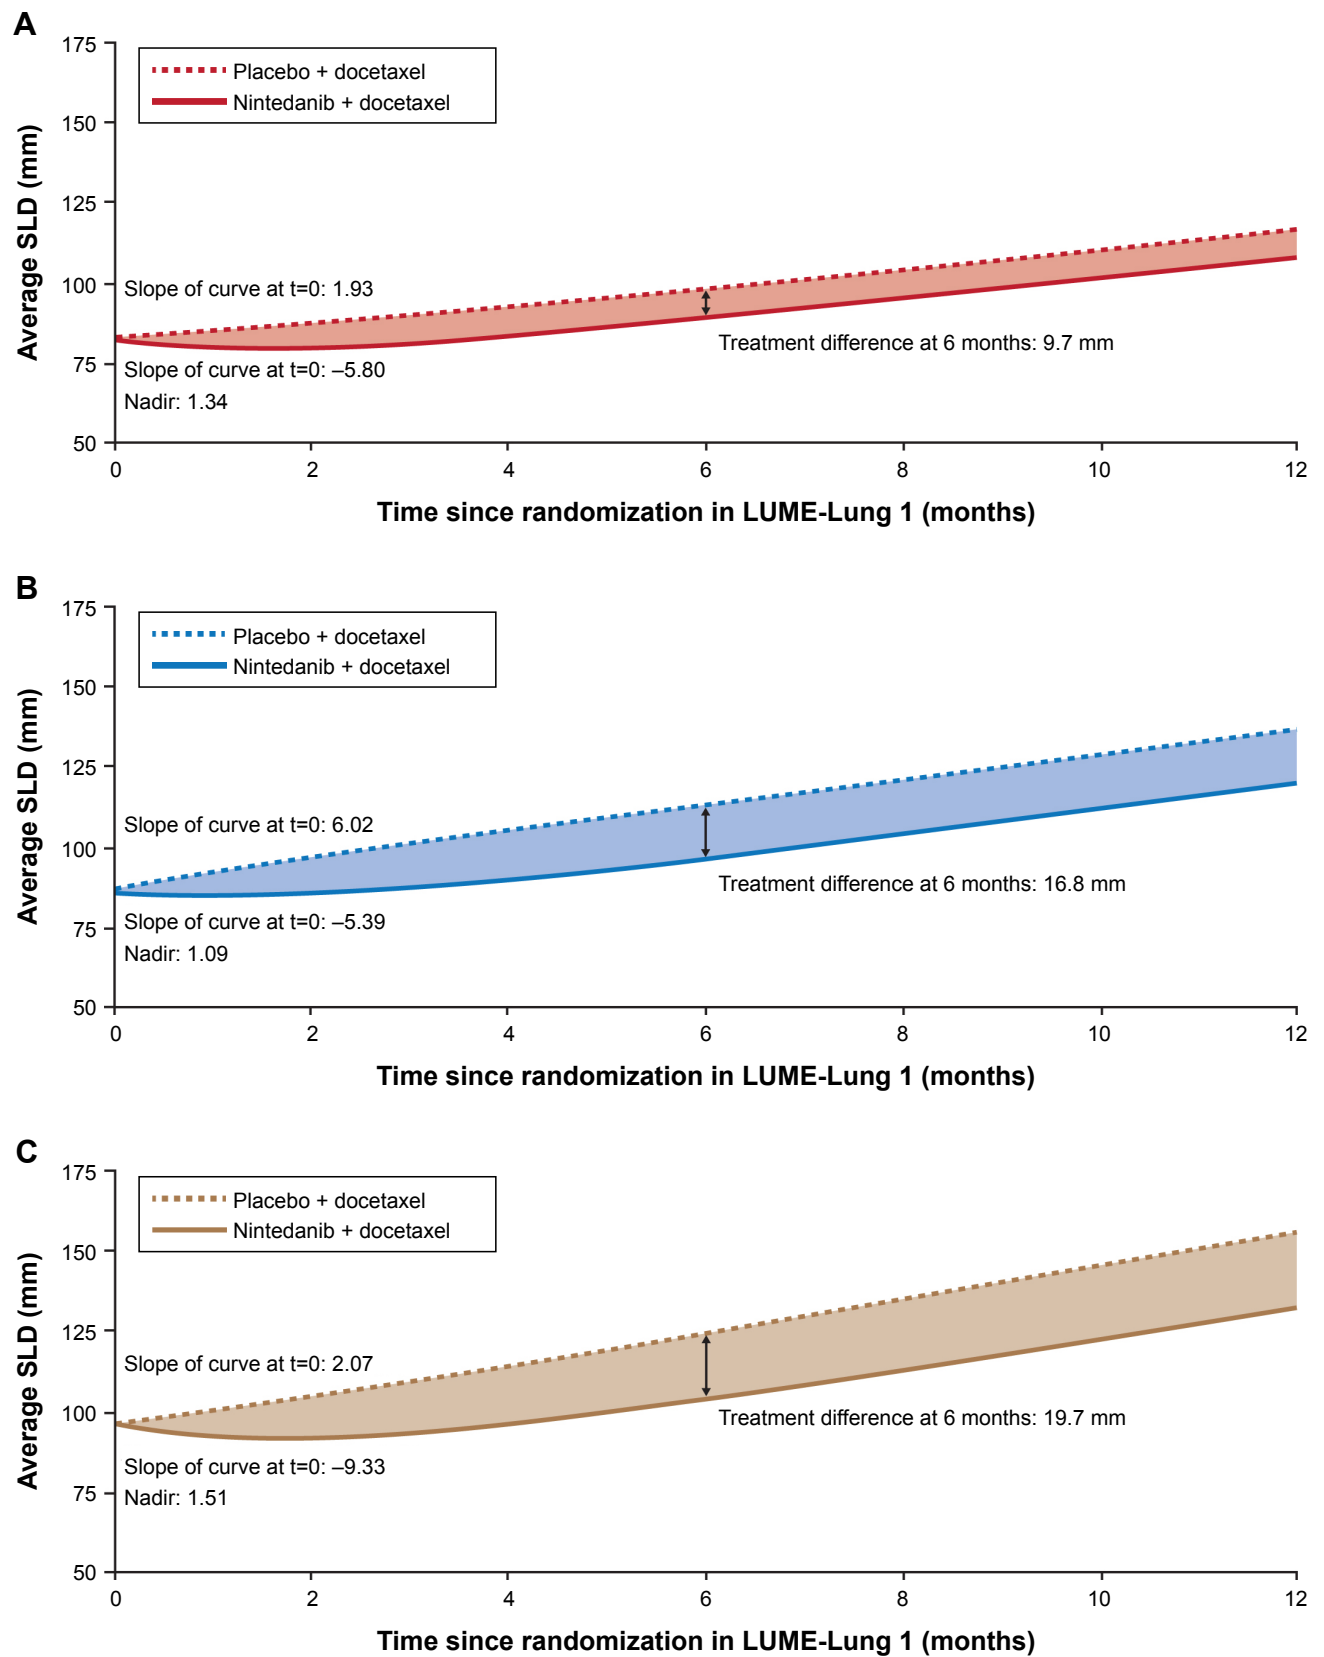 A
175
150
125
100
75
50
Average SLD (mm)
Placebo + docetaxel
Nintedanib + docetaxel
Slope of curve at t=0: 1.93
Slope of curve at t=0: –5.80
Nadir: 1.34
Treatment difference at 6 months: 9.7 mm
0 2 4 6 8 10 12
Time since randomization in LUME-Lung 1 (months)
B
175
150
125
100
75
50
Average SLD (mm)
Placebo + docetaxel
Nintedanib + docetaxel
Slope of curve at t=0: 6.02
Treatment difference at 6 months: 16.8 mm
Slope of curve at t=0: –5.39
Nadir: 1.09
0 2 4 6 8 10 12
Time since randomization in LUME-Lung 1 (months)
C
175
150
125
100
75
50
Average SLD (mm)
Placebo + docetaxel
Nintedanib + docetaxel
Slope of curve at t=0: 2.07
Treatment difference at 6 months: 19.7 mm
Slope of curve at t=0: –9.33
Nadir: 1.51
0 2 4 6 8 10 12
Time since randomization in LUME-Lung 1 (months)